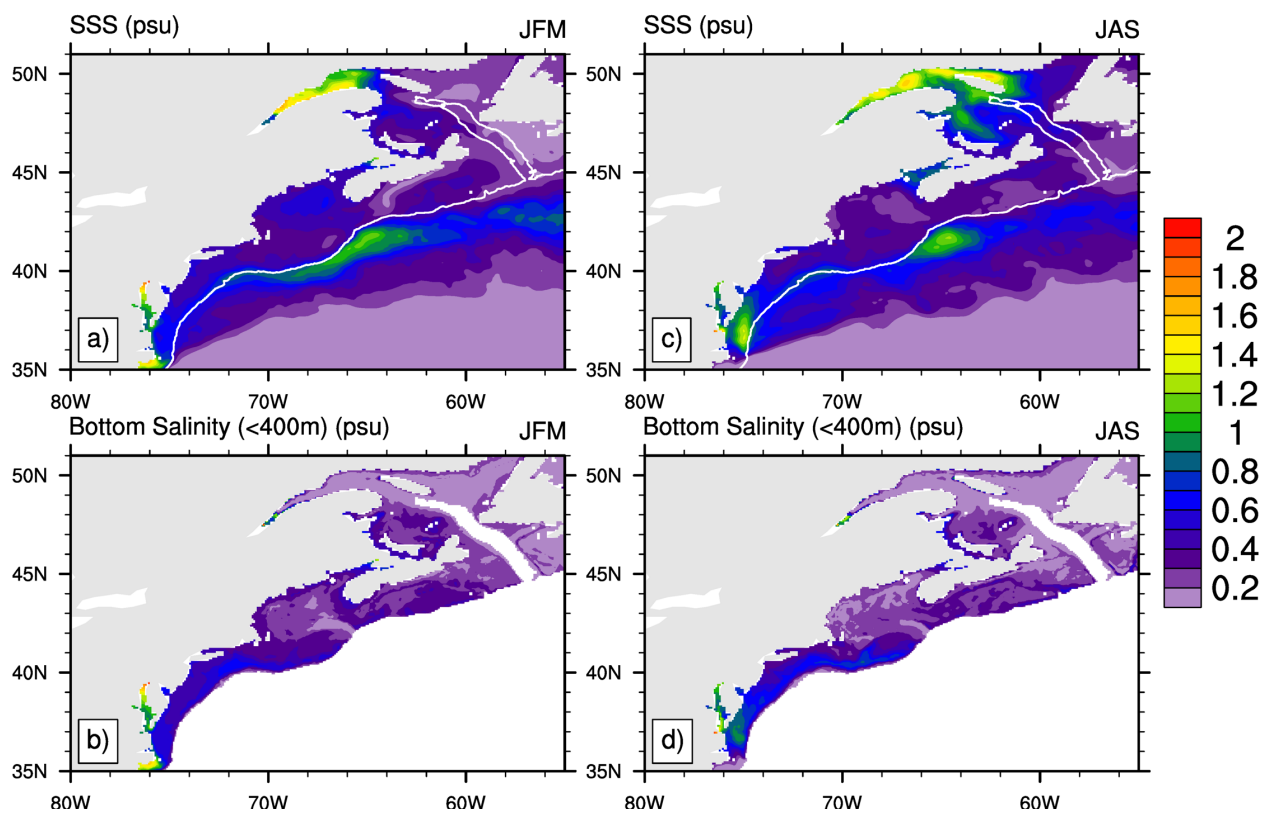 SSS (psu) JFM
50N
45N
40N
35N
a)
80W 70W 60W
SSS (psu) JAS
50N
45N
40N
35N
c)
80W 70W 60W
Bottom Salinity (<400m) (psu) JFM
50N
45N
40N
35N
b)
80W 70W 60W
Bottom Salinity (<400m) (psu) JAS
50N
45N
40N
35N
d)
80W 70W 60W
2
1.8
1.6
1.4
1.2
1
0.8
0.6
0.4
0.2